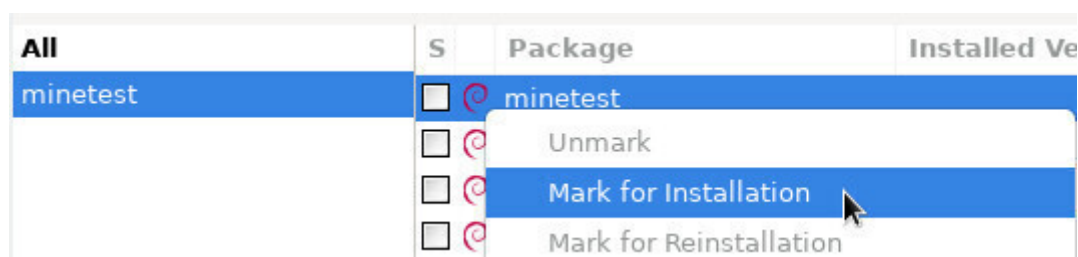 All
S Package Installed Ve
minetest
minetest
Unmark
Mark for Installation
Mark for Reinstallation